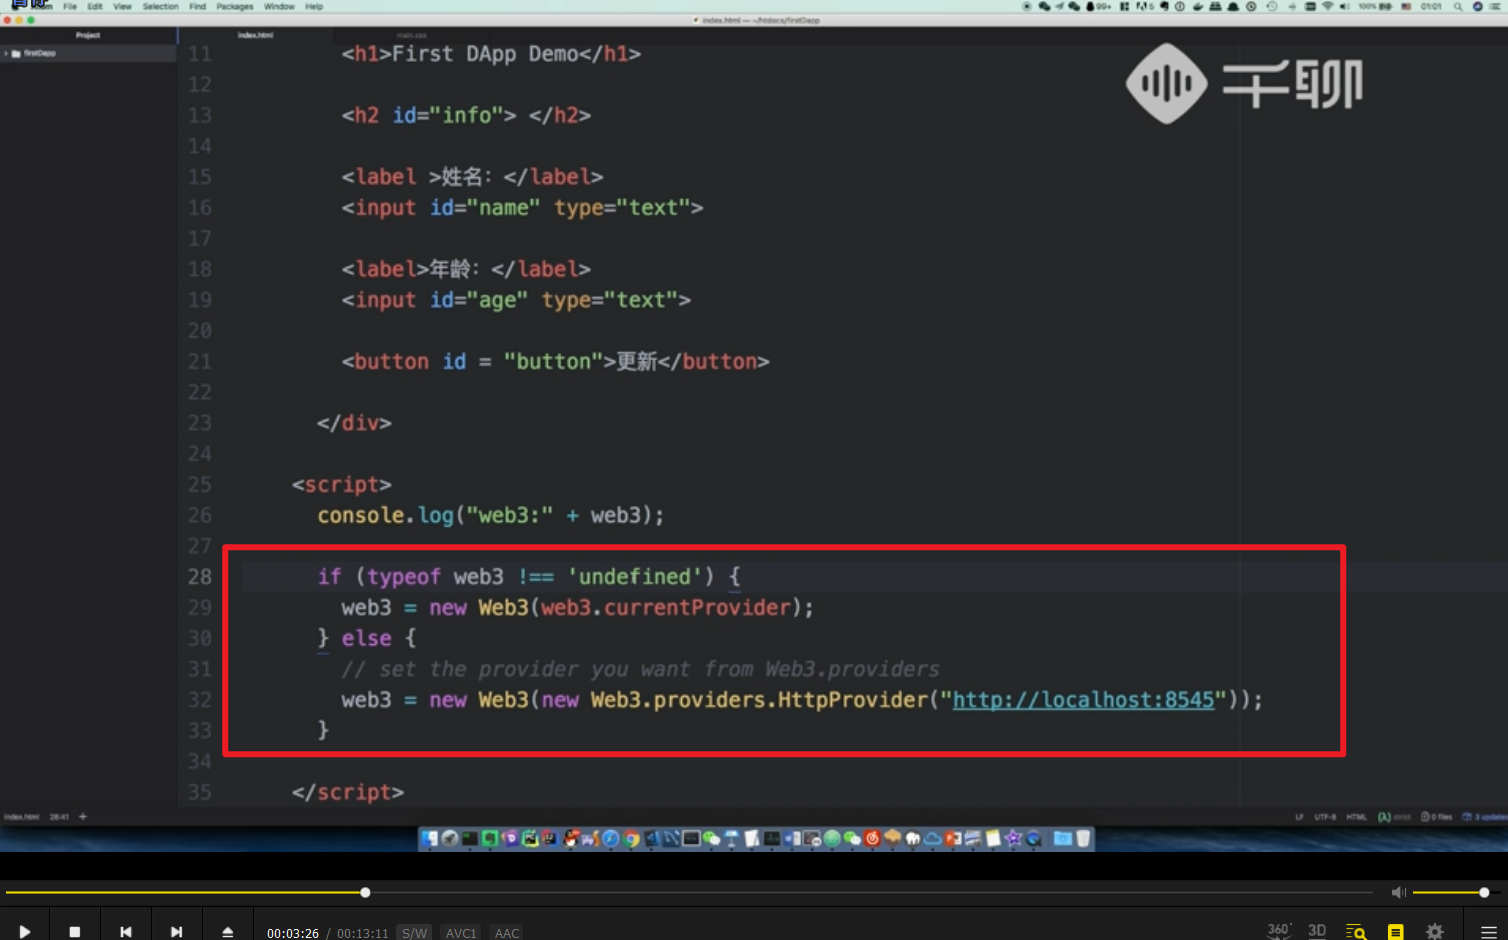 File Edit View Selection Find Packages Window Help
99+ 5 100% 01:01
index.html — ~/htdocs/firstDapp
Project
index.html
main.css
firstDapp
千聊
11 <h1>First DApp Demo</h1>
12
13 <h2 id="info"> </h2>
14
15 <label >姓名：</label>
16 <input id="name" type="text">
17
18 <label>年龄：</label>
19 <input id="age" type="text">
20
21 <button id = "button">更新</button>
22
23 </div>
24
25 <script>
26 console.log("web3:" + web3);
27
28 if (typeof web3 !== 'undefined') {
29 web3 = new Web3(web3.currentProvider);
30 } else {
31 // set the provider you want from Web3.providers
32 web3 = new Web3(new Web3.providers.HttpProvider("http://localhost:8545"));
33 }
34
35 </script>
index.html 28:41 +
LF UTF-8 HTML 0 files 3 updates
00:03:26 / 00:13:11 S/W AVC1 AAC
360° 3D